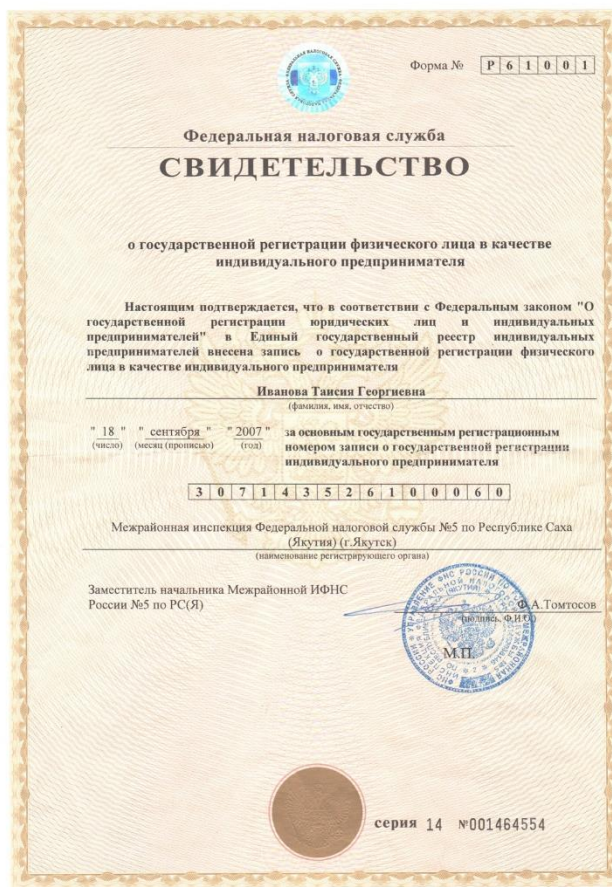 Форма № Р 6 1 0 0 1
Федеральная налоговая служба
СВИДЕТЕЛЬСТВО
о государственной регистрации физического лица в качестве
индивидуального предпринимателя
Настоящим подтверждается, что в соответствии с Федеральным законом "О
государственной регистрации юридических лиц и индивидуальных
предпринимателей" в Единый государственный реестр индивидуальных
предпринимателей внесена запись о государственной регистрации физического
лица в качестве индивидуального предпринимателя
Иванова Таисия Георгиевна
(фамилия, имя, отчество)
" 18 " " сентября " " 2007 " за основным государственным регистрационным
(число) (месяц (прописью) (год) номером записи о государственной регистрации
индивидуального предпринимателя
3 0 7 1 4 3 5 2 6 1 0 0 0 6 0
Межрайонная инспекция Федеральной налоговой службы №5 по Республике Саха
(Якутия) (г.Якутск)
(наименование регистрирующего органа)
Заместитель начальника Межрайонной ИФНС
России №5 по РС(Я)
Ф.А.Томтосов
(подпись, Ф.И.О.)
М.П.
серия 14 №001464554